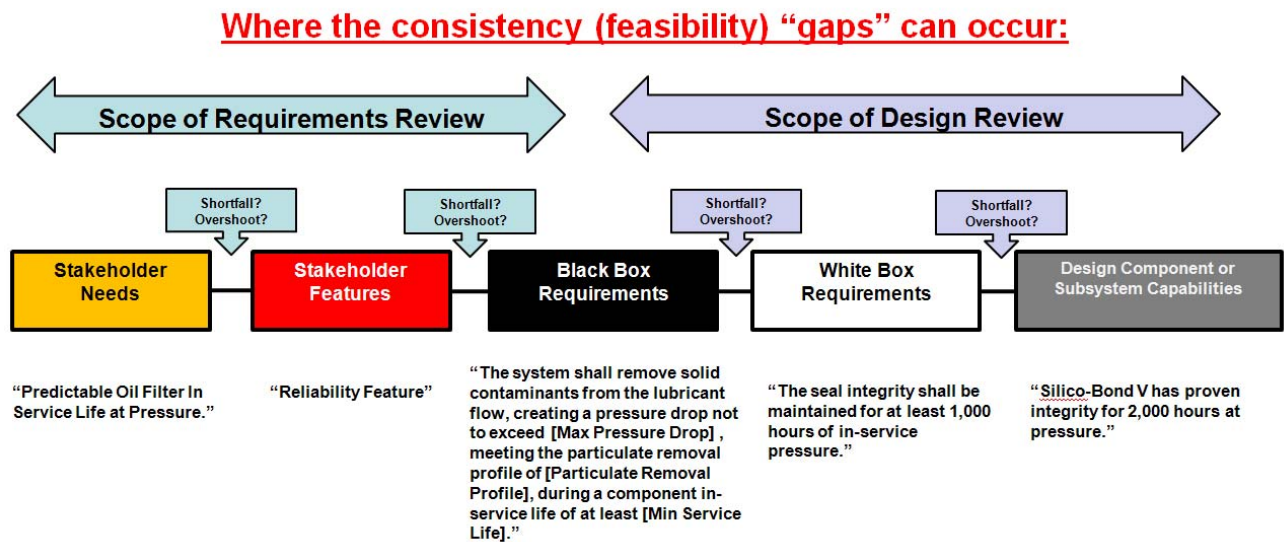 Where the consistency (feasibility) “gaps” can occur:
Scope of Requirements Review
Scope of Design Review
Shortfall?
Overshoot?
Shortfall?
Overshoot?
Shortfall?
Overshoot?
Shortfall?
Overshoot?
Stakeholder
Needs
Stakeholder
Features
Black Box
Requirements
White Box
Requirements
Design Component or
Subsystem Capabilities
“Predictable Oil Filter In
Service Life at Pressure.”
“Reliability Feature”
“The system shall remove solid
contaminants from the lubricant
flow, creating a pressure drop not
to exceed [Max Pressure Drop] ,
meeting the particulate removal
profile of [Particulate Removal
Profile], during a component in-
service life of at least [Min Service
Life].”
“The seal integrity shall be
maintained for at least 1,000
hours of in-service
pressure.”
“Silico-Bond V has proven
integrity for 2,000 hours at
pressure.”